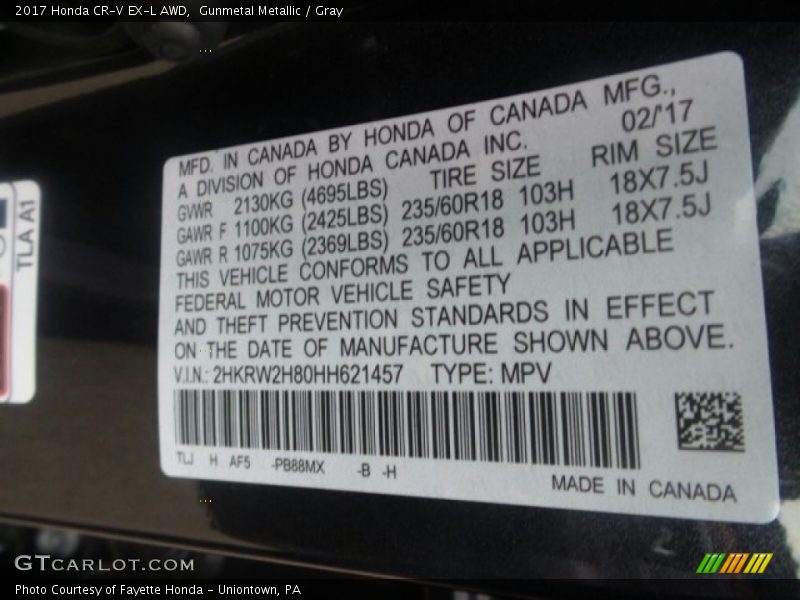 2017 Honda CR-V EX-L AWD,  Gunmetal Metallic / Gray
MFD. IN CANADA BY HONDA OF CANADA MFG.,
A DIVISION OF HONDA CANADA INC. 02/'17
GVWR 2130KG (4695LBS) TIRE SIZE RIM SIZE
GAWR F 1100KG (2425LBS) 235/60R18 103H 18X7.5J
GAWR R 1075KG (2369LBS) 235/60R18 103H 18X7.5J
THIS VEHICLE CONFORMS TO ALL APPLICABLE
FEDERAL MOTOR VEHICLE SAFETY
AND THEFT PREVENTION STANDARDS IN EFFECT
ON THE DATE OF MANUFACTURE SHOWN ABOVE.
V.I.N.: 2HKRW2H80HH621457 TYPE: MPV
TLJ H AF5 -PB88MX -B -H
MADE IN CANADA
TLA A1
GTCARLOT.COM
Photo Courtesy of Fayette Honda - Uniontown, PA